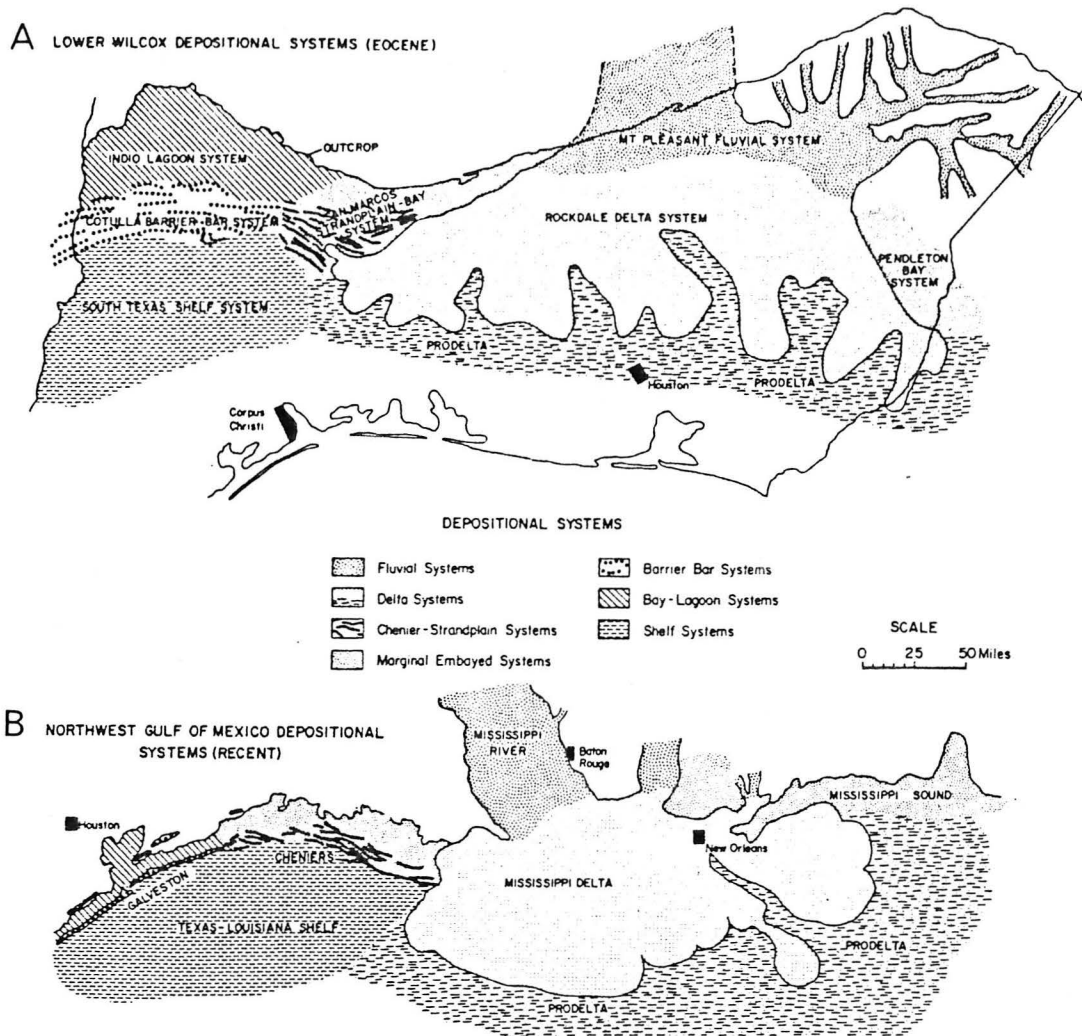 A LOWER WILCOX DEPOSITIONAL SYSTEMS (EOCENE)
MT PLEASANT FLUVIAL SYSTEM
OUTCROP
INDIO LAGOON SYSTEM
SAN MARCOS
STRANDPLAIN-BAY
SYSTEM
COTULLA BARRIER-BAR SYSTEM
ROCKDALE DELTA SYSTEM
PENDLETON
BAY
SYSTEM
SOUTH TEXAS SHELF SYSTEM
PRODELTA
Houston
PRODELTA
Corpus
Christi
DEPOSITIONAL SYSTEMS
Fluvial Systems
Delta Systems
Chenier-Strandplain Systems
Marginal Embayed Systems
Barrier Bar Systems
Bay-Lagoon Systems
Shelf Systems
SCALE
0 25 50 Miles
B NORTHWEST GULF OF MEXICO DEPOSITIONAL
SYSTEMS (RECENT)
MISSISSIPPI
RIVER
Baton
Rouge
MISSISSIPPI SOUND
Houston
New Orleans
CHENIERS
GALVESTON
MISSISSIPPI DELTA
TEXAS-LOUISIANA SHELF
PRODELTA
PRODELTA